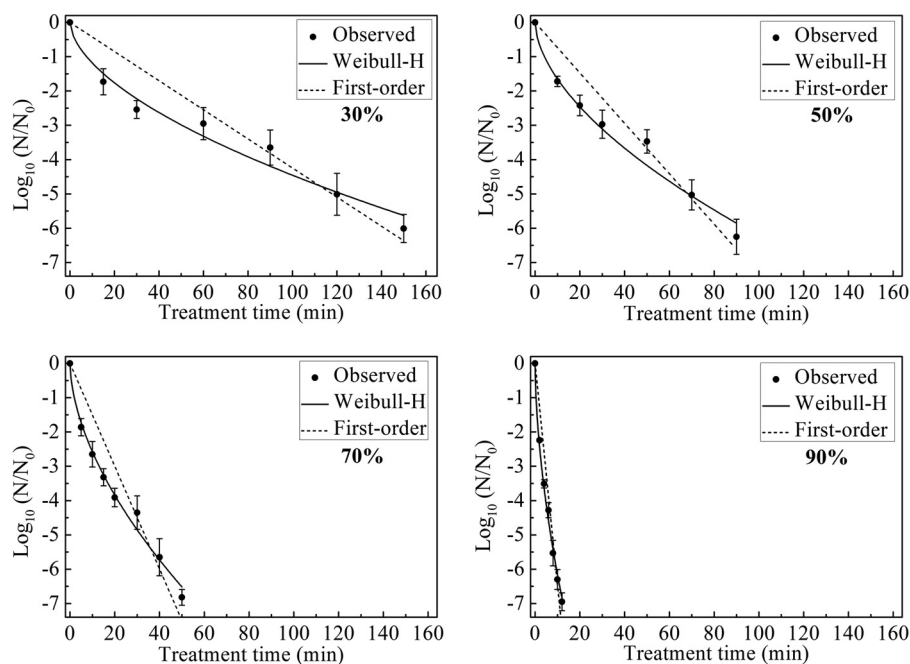 0
-1
-2
-3
-4
-5
-6
-7
Log₁₀ (N/N₀)
Observed
Weibull-H
First-order
30%
0 20 40 60 80 100 120 140 160
Treatment time (min)
0
-1
-2
-3
-4
-5
-6
-7
Log₁₀ (N/N₀)
Observed
Weibull-H
First-order
50%
0 20 40 60 80 100 120 140 160
Treatment time (min)
0
-1
-2
-3
-4
-5
-6
-7
Log₁₀ (N/N₀)
Observed
Weibull-H
First-order
70%
0 20 40 60 80 100 120 140 160
Treatment time (min)
0
-1
-2
-3
-4
-5
-6
-7
Log₁₀ (N/N₀)
Observed
Weibull-H
First-order
90%
0 20 40 60 80 100 120 140 160
Treatment time (min)